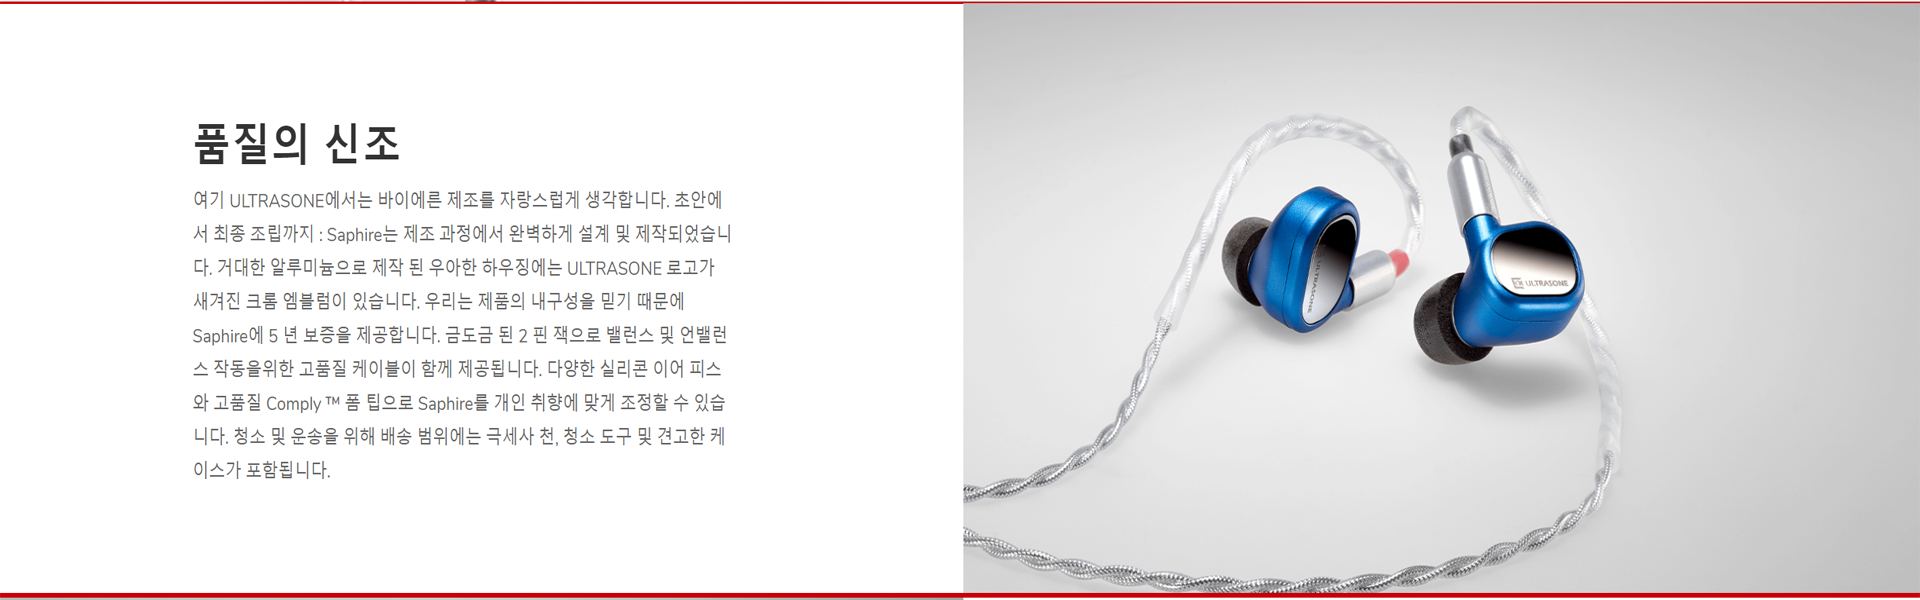 품질의 신조
여기 ULTRASONE에서는 바이에른 제조를 자랑스럽게 생각합니다. 초안에
서 최종 조립까지 : Saphire는 제조 과정에서 완벽하게 설계 및 제작되었습니
다. 거대한 알루미늄으로 제작 된 우아한 하우징에는 ULTRASONE 로고가
새겨진 크롬 엠블럼이 있습니다. 우리는 제품의 내구성을 믿기 때문에
Saphire에 5 년 보증을 제공합니다. 금도금 된 2 핀 잭으로 밸런스 및 언밸런
스 작동을위한 고품질 케이블이 함께 제공됩니다. 다양한 실리콘 이어 피스
와 고품질 Comply ™ 폼 팁으로 Saphire를 개인 취향에 맞게 조정할 수 있습
니다. 청소 및 운송을 위해 배송 범위에는 극세사 천, 청소 도구 및 견고한 케
이스가 포함됩니다.
ULTRASONE
ULTRASONE